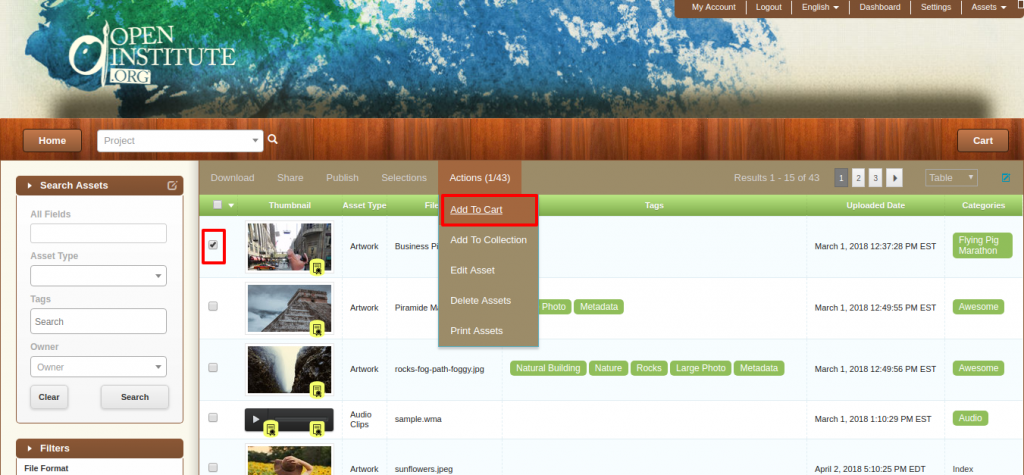 My Account Logout English Dashboard Settings Assets
OPEN
INSTITUTE
.ORG
Home Project Cart
Download Share Publish Selections Actions (1/43) Results 1 - 15 of 43 1 2 3 Table
Search Assets
All Fields
Asset Type
Tags
Search
Owner
Owner
Clear Search
Filters
File Format
Thumbnail Asset Type Tags Uploaded Date Categories
Add To Cart
Add To Collection
Edit Asset
Delete Assets
Print Assets
Artwork March 1, 2018 12:37:28 PM EST Flying Pig
Marathon
Artwork Photo Metadata March 1, 2018 12:49:55 PM EST Awesome
Artwork rocks-fog-path-foggy.jpg Natural Building Nature Rocks Large Photo Metadata March 1, 2018 12:49:56 PM EST Awesome
Audio
Clips sample.wma March 1, 2018 1:10:29 PM EST Audio
Artwork sunflowers.jpeg April 2, 2018 5:10:25 PM EDT Index